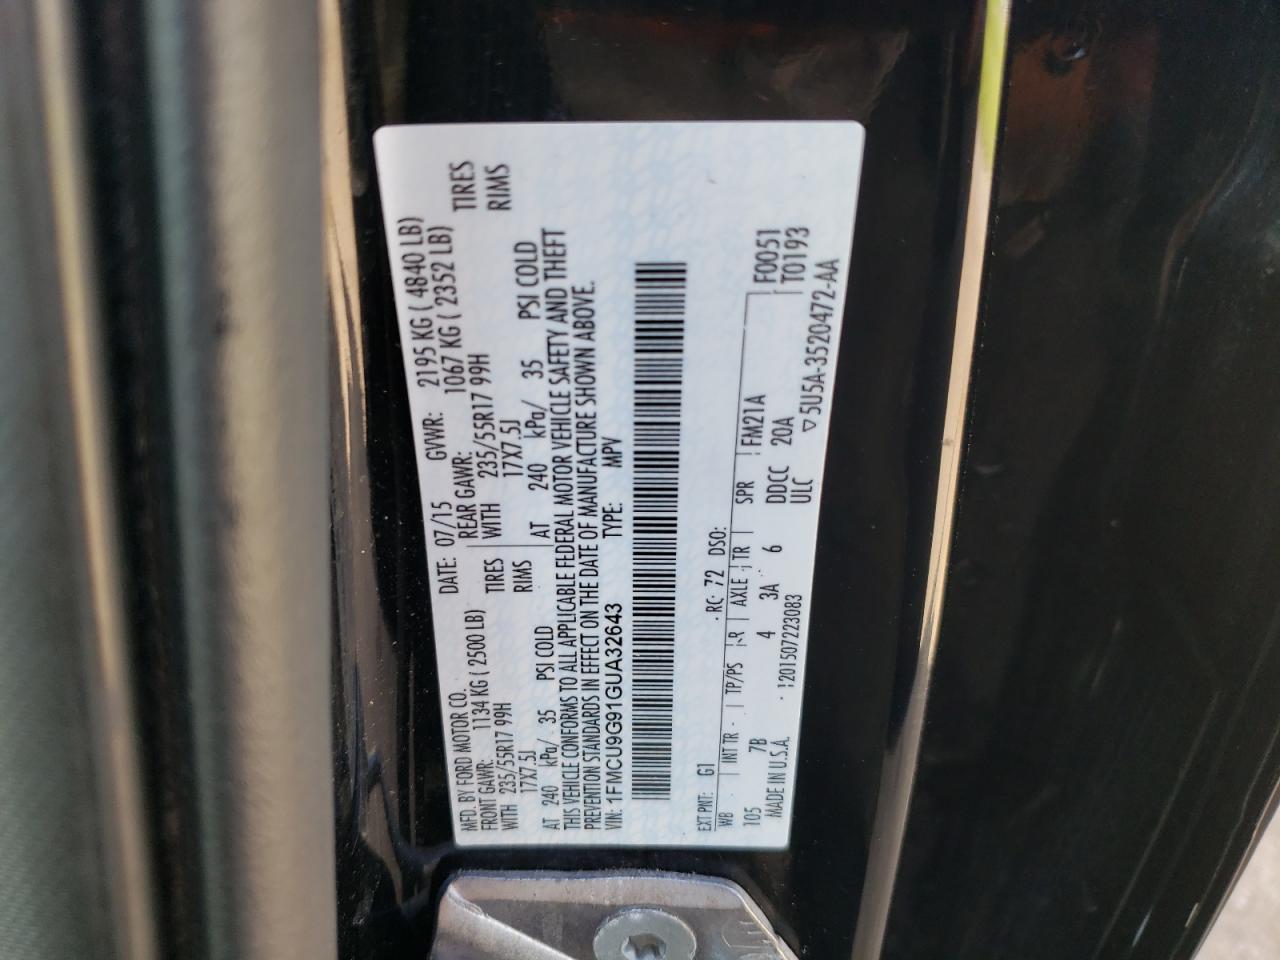 MFD. BY FORD MOTOR CO. DATE: 07/15 GVWR: 2195 KG ( 4840 LB)
FRONT GAWR: 1134 KG ( 2500 LB) REAR GAWR: 1067 KG ( 2352 LB)
WITH 235/55R17 99H TIRES WITH 235/55R17 99H TIRES
17X7.5J RIMS 17X7.5J RIMS
AT 240 kPa/ 35 PSI COLD AT 240 kPa/ 35 PSI COLD
THIS VEHICLE CONFORMS TO ALL APPLICABLE FEDERAL MOTOR VEHICLE SAFETY AND THEFT
PREVENTION STANDARDS IN EFFECT ON THE DATE OF MANUFACTURE SHOWN ABOVE.
VIN: 1FMCU9G91GUA32643 TYPE: MPV
EXT PNT: G1 RC: 72 DSO: F0051
WB INT TR TP/PS R AXLE TR SPR FM21A T0193
105 7B 4 3A 6 DDCC 20A
MADE IN U.S.A. 1201507223083 ULC ▽5U5A-3520472-AA